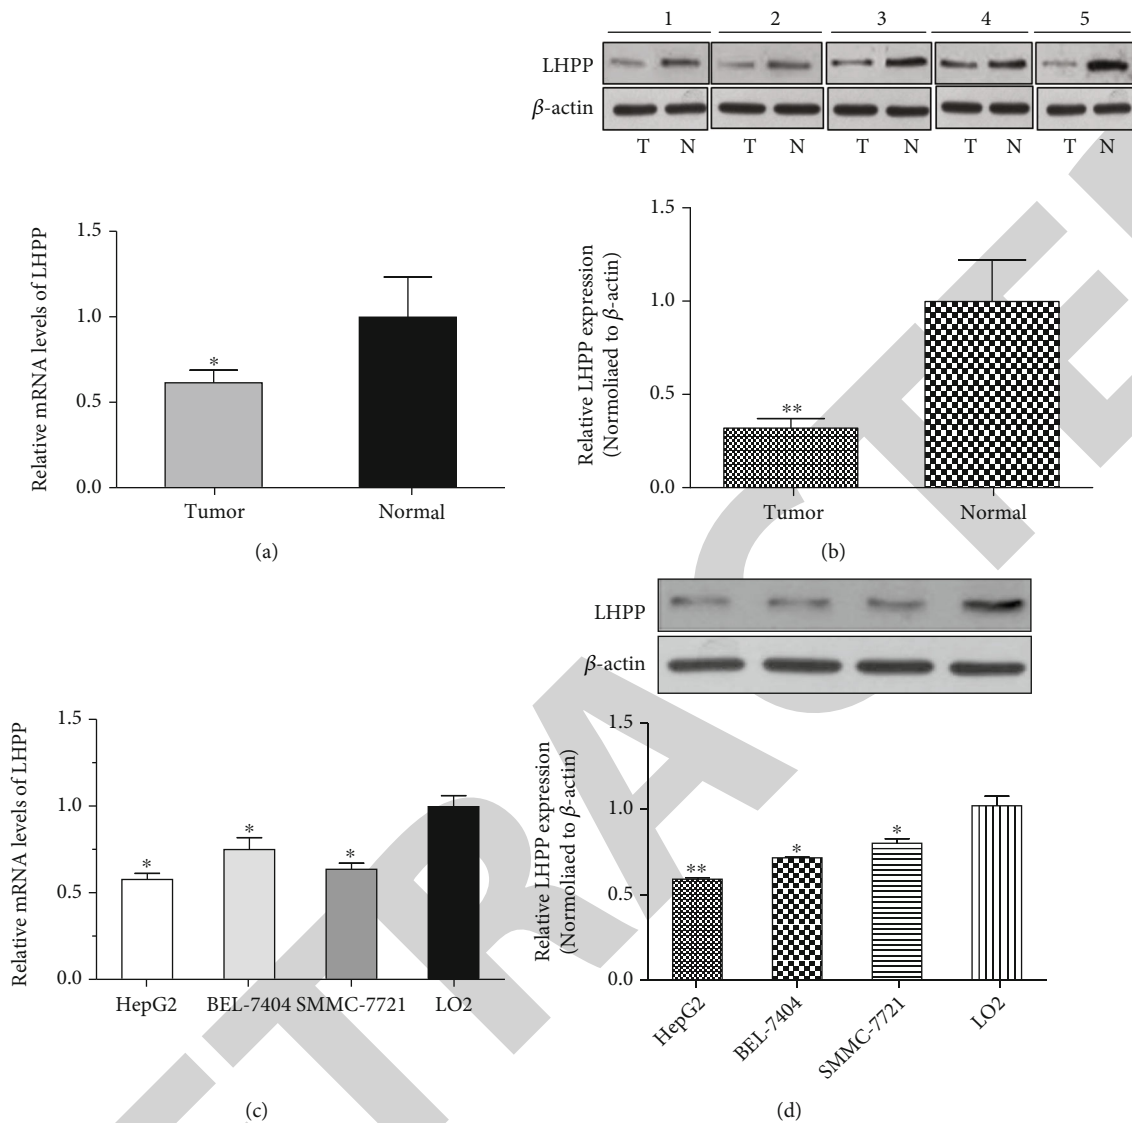 1 2 3 4 5
LHPP
β-actin
T N T N T N T N T N
Relative mRNA levels of LHPP
1.5
1.0
0.5
0.0
*
Tumor Normal
(a)
Relative LHPP expression
(Normoliaed to β-actin)
1.5
1.0
0.5
0.0
**
Tumor Normal
(b)
Relative mRNA levels of LHPP
1.5
1.0
0.5
0.0
* * *
HepG2 BEL-7404 SMMC-7721 LO2
(c)
LHPP
β-actin
Relative LHPP expression
(Normoliaed to β-actin)
1.5
1.0
0.5
0.0
** * *
HepG2 BEL-7404 SMMC-7721 LO2
(d)